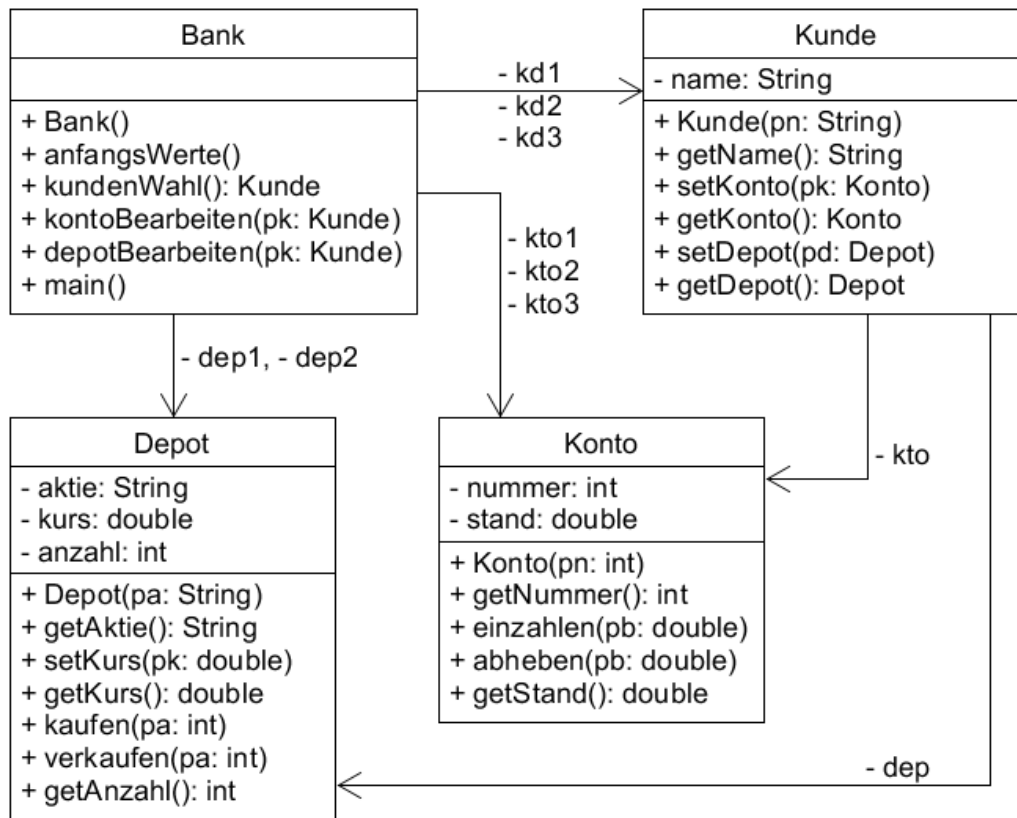 Bank
+ Bank()
+ anfangsWerte()
+ kundenWahl(): Kunde
+ kontoBearbeiten(pk: Kunde)
+ depotBearbeiten(pk: Kunde)
+ main()
- kd1
- kd2
- kd3
Kunde
- name: String
+ Kunde(pn: String)
+ getName(): String
+ setKonto(pk: Konto)
+ getKonto(): Konto
+ setDepot(pd: Depot)
+ getDepot(): Depot
- kto1
- kto2
- kto3
- dep1, - dep2
Depot
- aktie: String
- kurs: double
- anzahl: int
+ Depot(pa: String)
+ getAktie(): String
+ setKurs(pk: double)
+ getKurs(): double
+ kaufen(pa: int)
+ verkaufen(pa: int)
+ getAnzahl(): int
Konto
- nummer: int
- stand: double
+ Konto(pn: int)
+ getNummer(): int
+ einzahlen(pb: double)
+ abheben(pb: double)
+ getStand(): double
- kto
- dep